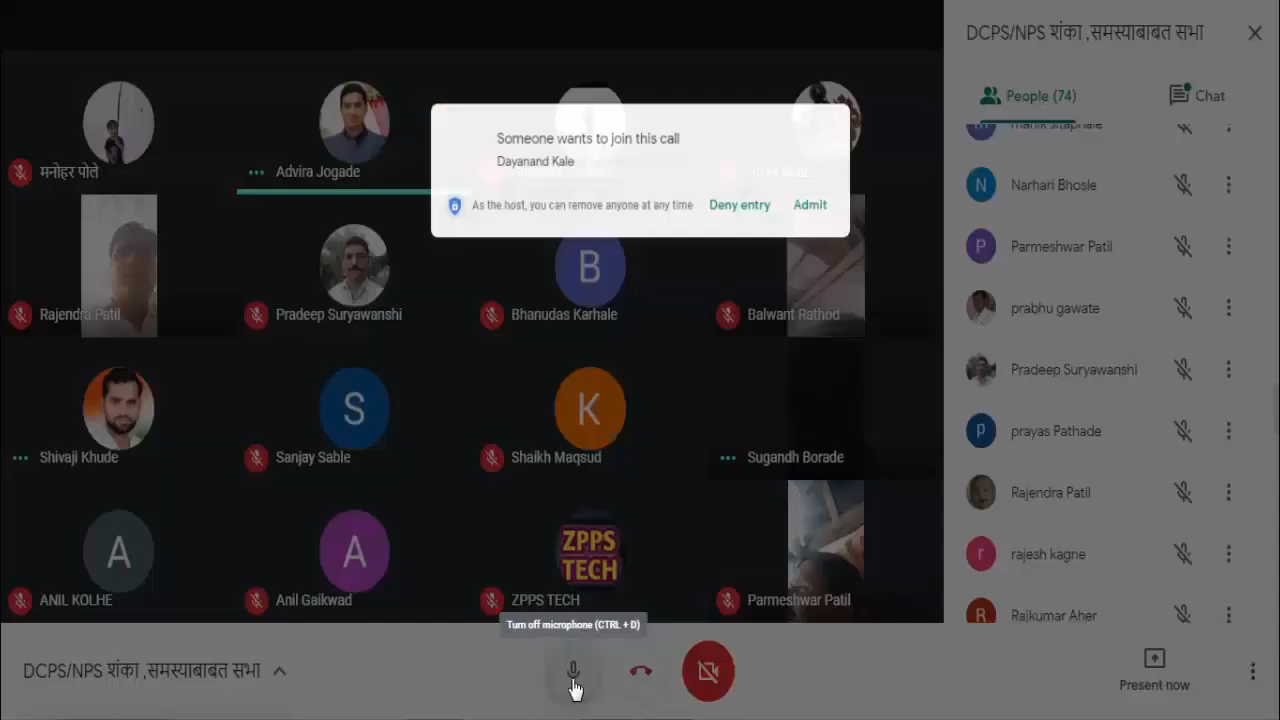 DCPS/NPS शंका ,समस्याबाबत सभा
People (74)
Chat
Someone wants to join this call
Dayanand Kale
As the host, you can remove anyone at any time
Deny entry
Admit
मनोहर पोले
Advira Jogade
Rajendra Patil
Pradeep Suryawanshi
B
Bhanudas Karhale
Balwant Rathod
Shivaji Khude
S
Sanjay Sable
K
Shaikh Maqsud
Sugandh Borade
A
ANIL KOLHE
A
Anil Gaikwad
ZPPS
TECH
ZPPS TECH
Parmeshwar Patil
N
Narhari Bhosle
P
Parmeshwar Patil
prabhu gawate
Pradeep Suryawanshi
p
prayas Pathade
Rajendra Patil
r
rajesh kagne
R
Rajkumar Aher
Turn off microphone (CTRL + D)
DCPS/NPS शंका ,समस्याबाबत सभा
Present now